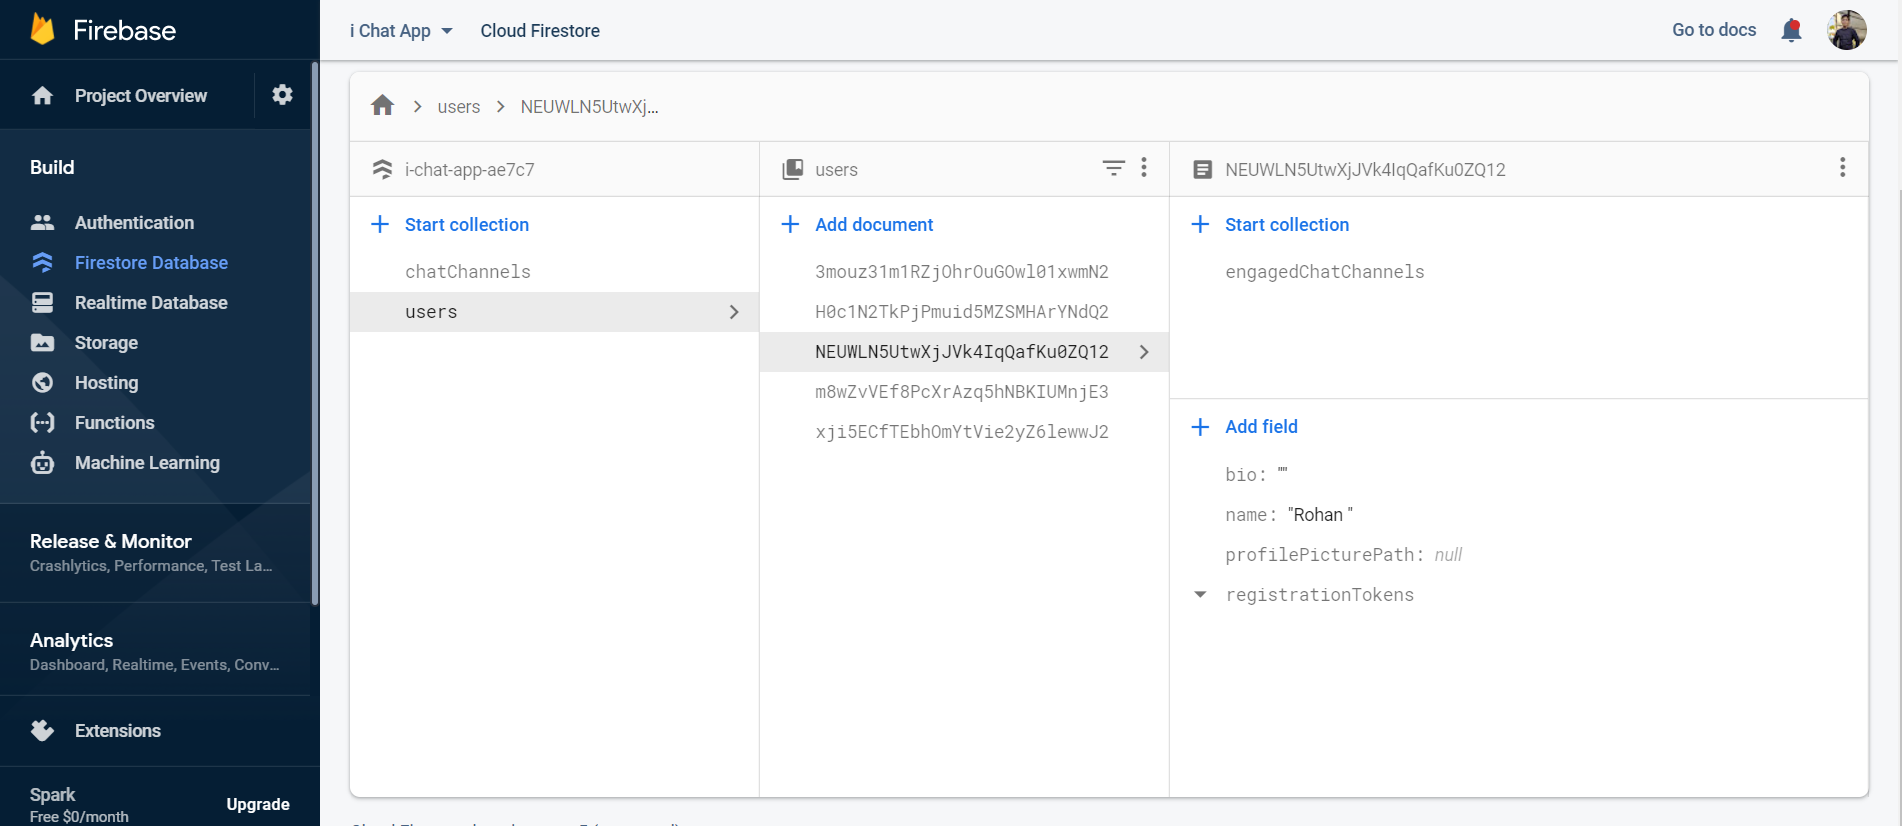 Firebase
Project Overview
Build
Authentication
Firestore Database
Realtime Database
Storage
Hosting
Functions
Machine Learning
Release & Monitor
Crashlytics, Performance, Test La...
Analytics
Dashboard, Realtime, Events, Conv...
Extensions
Spark
Free $0/month
Upgrade
i Chat App
Cloud Firestore
Go to docs
users
NEUWLN5UtwXj...
i-chat-app-ae7c7
Start collection
chatChannels
users
users
Add document
3mouz31m1RZjOhrOuGOwl01xwmN2
H0c1N2TkPjPmuid5MZSMHArYNdQ2
NEUWLN5UtwXjJVk4IqQafKu0ZQ12
m8wZvVEf8PcXrAzq5hNBKIUMnjE3
xji5ECfTEbhOmYtVie2yZ6lewwJ2
NEUWLN5UtwXjJVk4IqQafKu0ZQ12
Start collection
engagedChatChannels
Add field
bio: ""
name: "Rohan "
profilePicturePath: null
registrationTokens